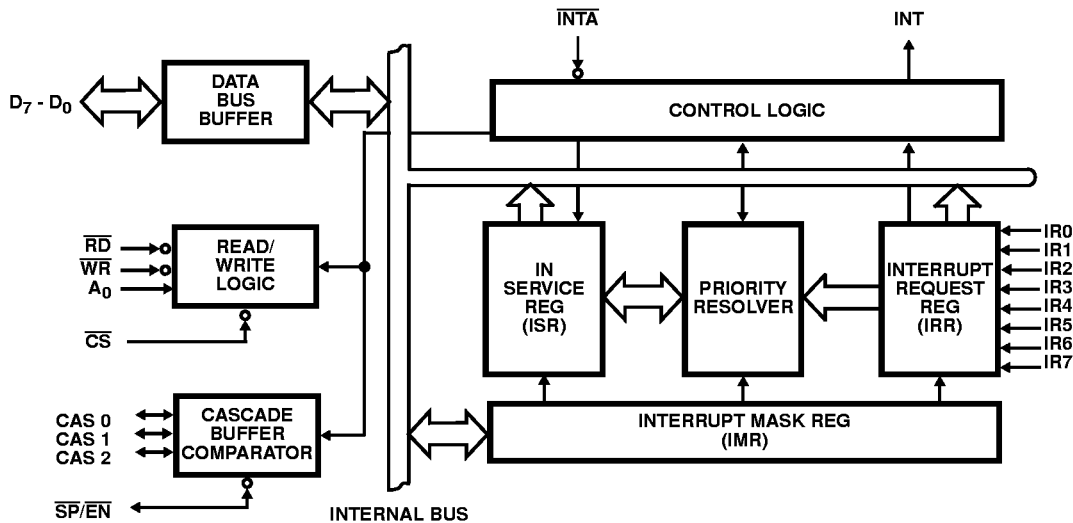 INTA
INT
D7 - D0
DATA
BUS
BUFFER
CONTROL LOGIC
RD
WR
A0
CS
READ/
WRITE
LOGIC
IN
SERVICE
REG
(ISR)
PRIORITY
RESOLVER
INTERRUPT
REQUEST
REG
(IRR)
IR0
IR1
IR2
IR3
IR4
IR5
IR6
IR7
CAS 0
CAS 1
CAS 2
CASCADE
BUFFER
COMPARATOR
SP/EN
INTERRUPT MASK REG
(IMR)
INTERNAL BUS